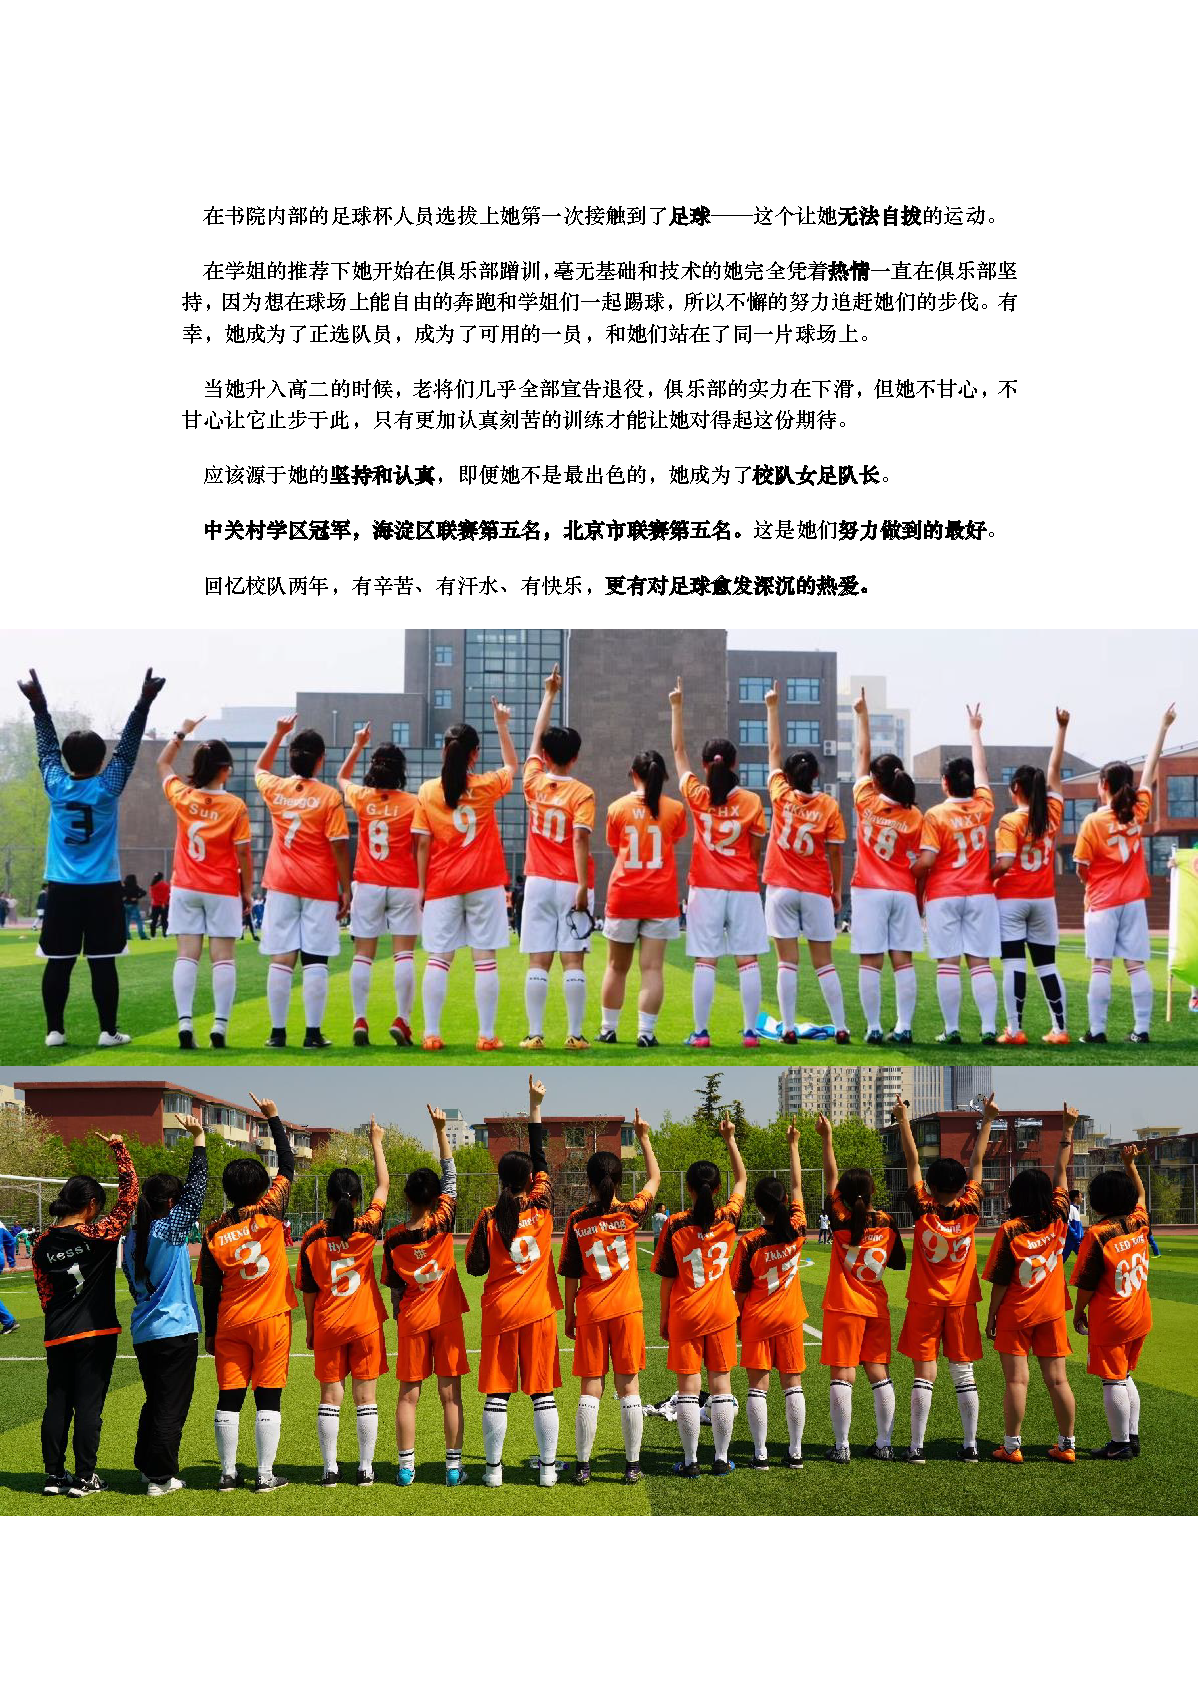 在书院内部的足球杯人员选拔上她第一次接触到了足球——这个让她无法自拨的运动。
在学姐的推荐下她开始在俱乐部蹭训，毫无基础和技术的她完全凭着热情一直在俱乐部坚
持，因为想在球场上能自由的奔跑和学姐们一起踢球，所以不懈的努力追赶她们的步伐。有
幸，她成为了正选队员，成为了可用的一员，和她们站在了同一片球场上。
当她升入高二的时候，老将们几乎全部宣告退役，俱乐部的实力在下滑，但她不甘心，不
甘心让它止步于此，只有更加认真刻苦的训练才能让她对得起这份期待。
应该源于她的坚持和认真，即便她不是最出色的，她成为了校队女足队长。
中关村学区冠军，海淀区联赛第五名，北京市联赛第五名。这是她们努力做到的最好。
回忆校队两年，有辛苦、有汗水、有快乐，更有对足球愈发深沉的热爱。
3
Sun
6
ZhengQi
7
G.Li
8
9
10
11
12
16
18
WXY
19
kessi
1
3
Hyb
5
9
Xuan Wang
11
13
18